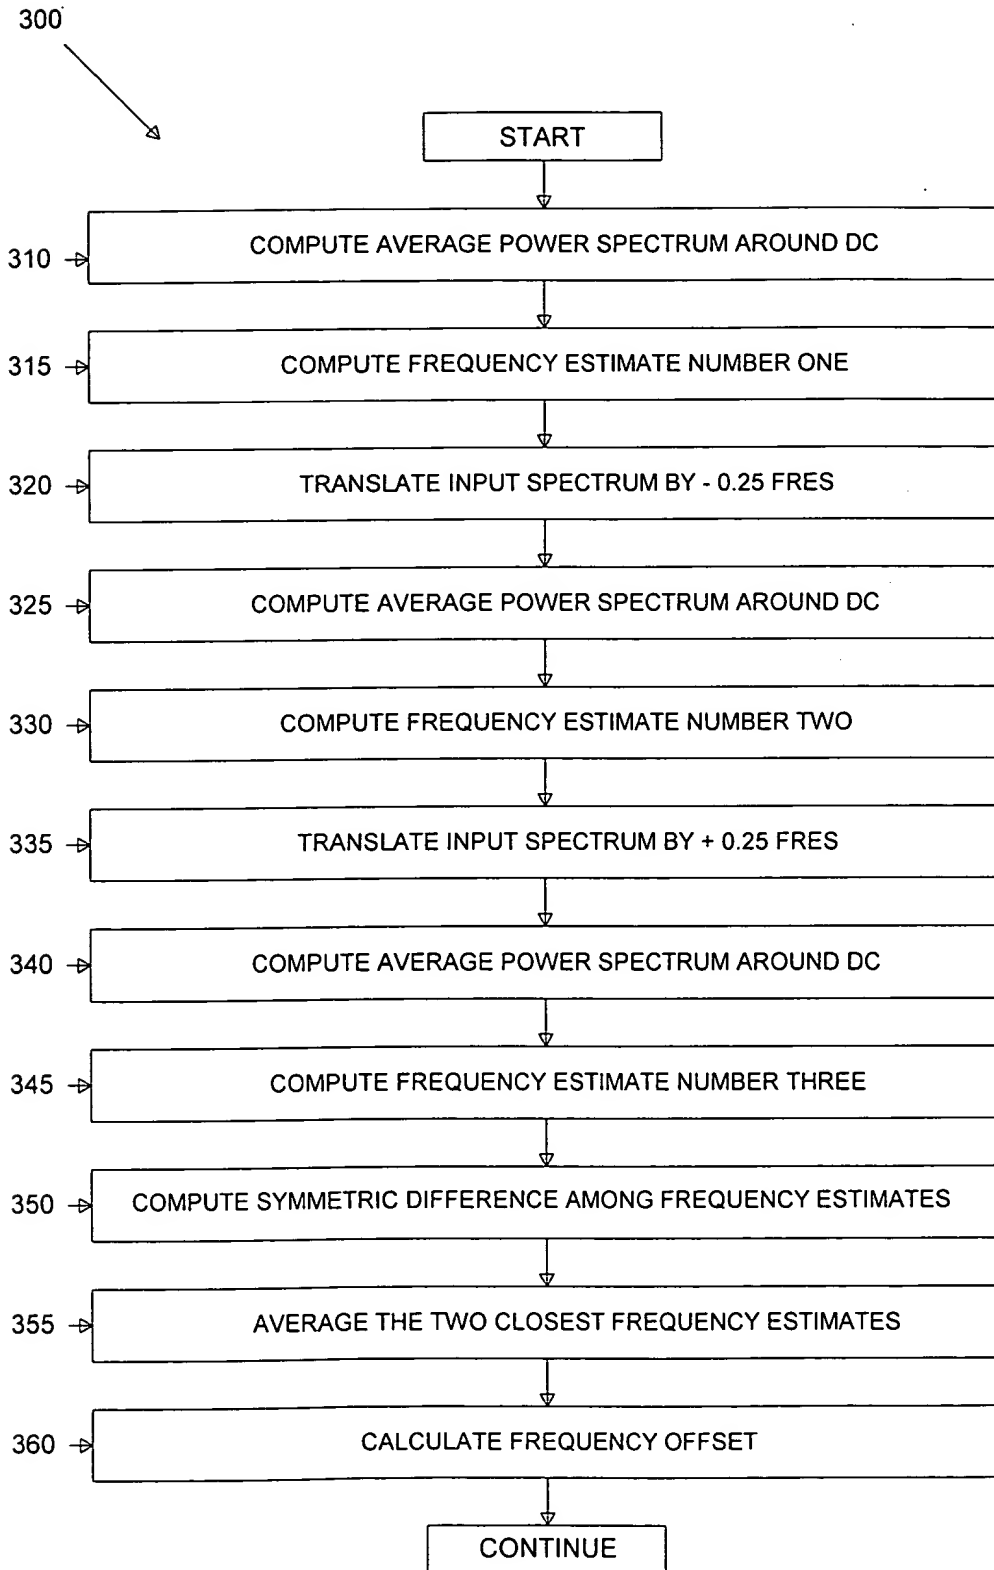 300
START
310 COMPUTE AVERAGE POWER SPECTRUM AROUND DC
315 COMPUTE FREQUENCY ESTIMATE NUMBER ONE
320 TRANSLATE INPUT SPECTRUM BY - 0.25 FRES
325 COMPUTE AVERAGE POWER SPECTRUM AROUND DC
330 COMPUTE FREQUENCY ESTIMATE NUMBER TWO
335 TRANSLATE INPUT SPECTRUM BY + 0.25 FRES
340 COMPUTE AVERAGE POWER SPECTRUM AROUND DC
345 COMPUTE FREQUENCY ESTIMATE NUMBER THREE
350 COMPUTE SYMMETRIC DIFFERENCE AMONG FREQUENCY ESTIMATES
355 AVERAGE THE TWO CLOSEST FREQUENCY ESTIMATES
360 CALCULATE FREQUENCY OFFSET
CONTINUE